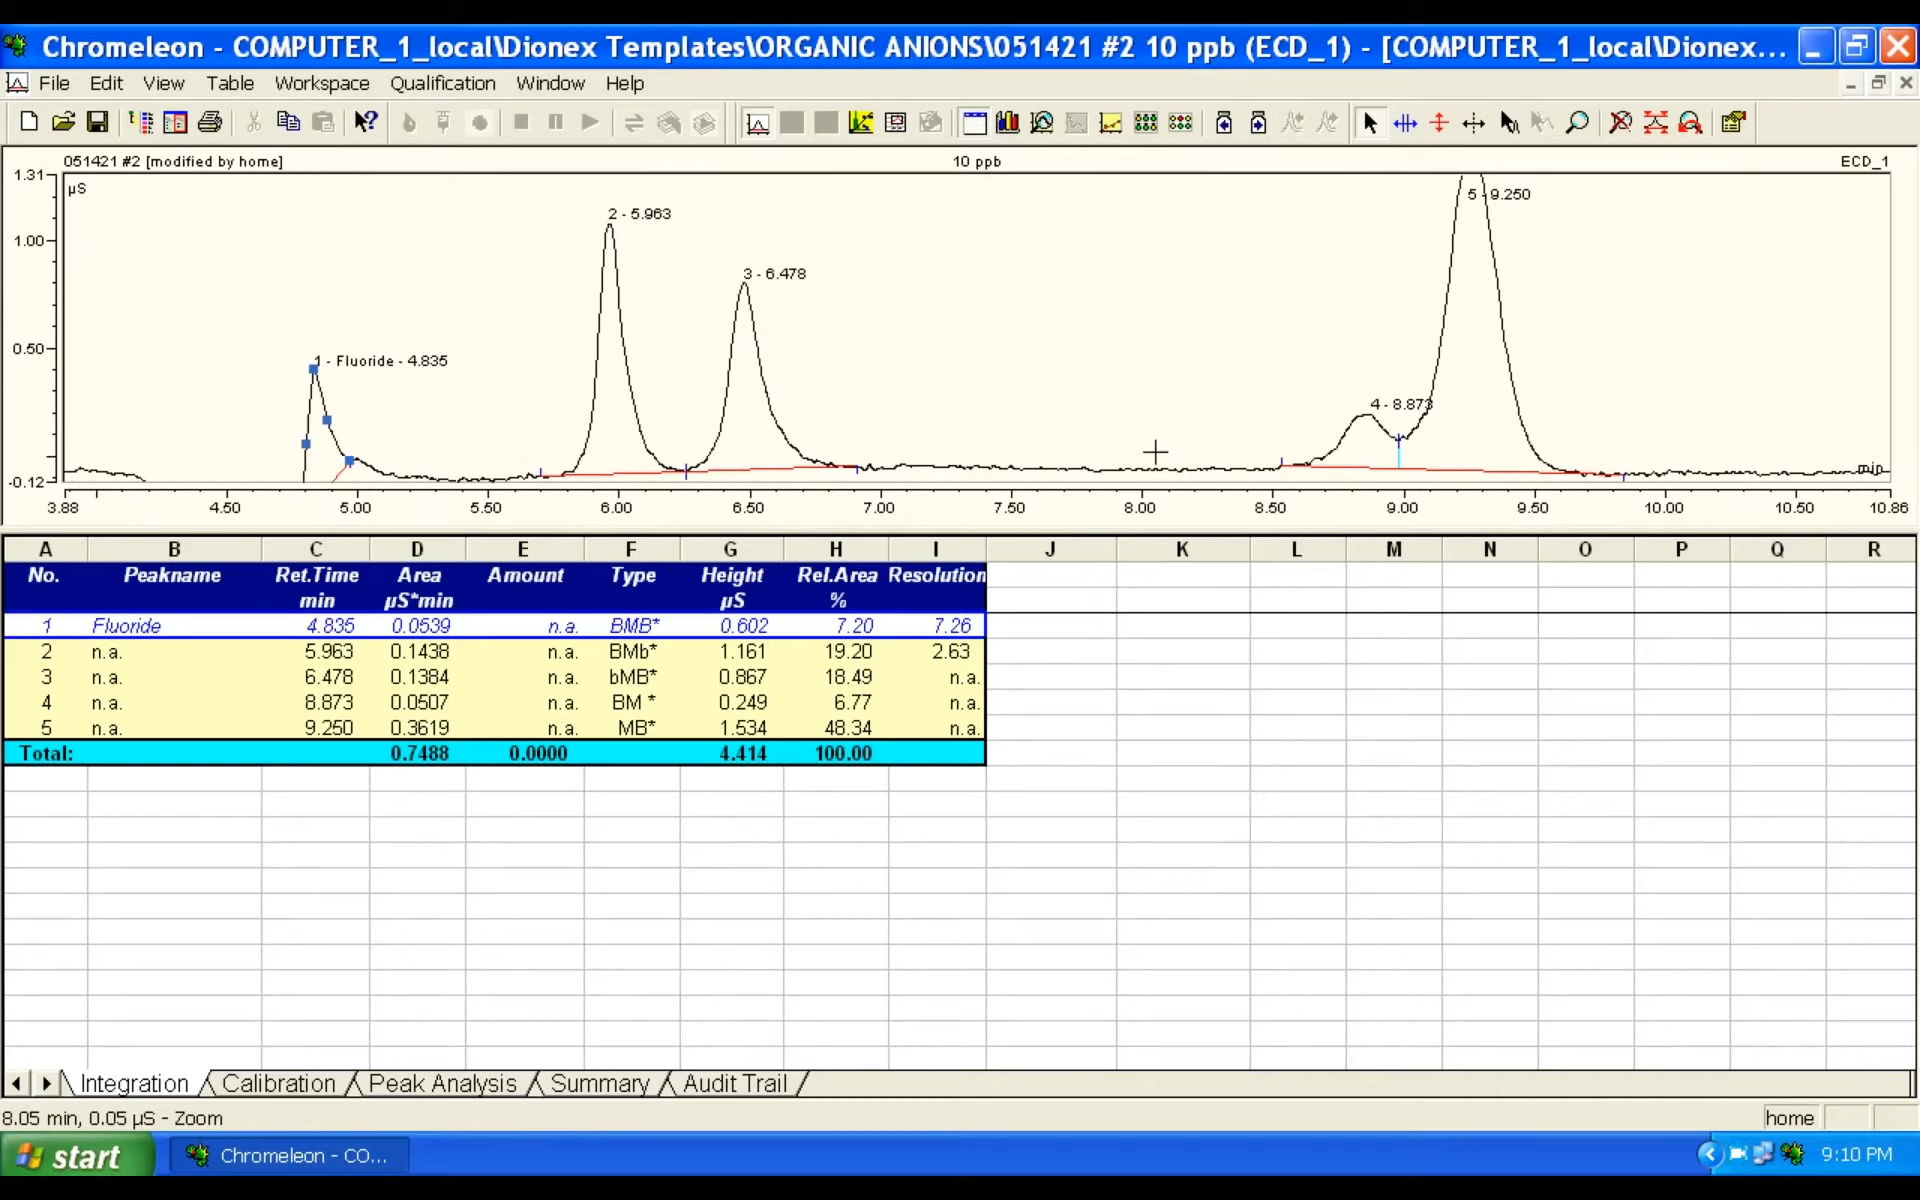 Chromeleon - COMPUTER_1_local\Dionex Templates\ORGANIC ANIONS\051421 #2 10 ppb (ECD_1) - [COMPUTER_1_local\Dionex...
File Edit View Table Workspace Qualification Window Help
051421 #2 [modified by home] 10 ppb ECD_1
1.31
µS
1.00
0.50
-0.12
1 - Fluoride - 4.835
2 - 5.963
3 - 6.478
4 - 8.873
5 - 9.250
min
3.88 4.50 5.00 5.50 6.00 6.50 7.00 7.50 8.00 8.50 9.00 9.50 10.00 10.50 10.86
A B C D E F G H I J K L M N O P Q R
No. Peakname Ret.Time Area Amount Type Height Rel.Area Resolution
min µS*min µS %
1 Fluoride 4.835 0.0539 n.a. BMB* 0.602 7.20 7.26
2 n.a. 5.963 0.1438 n.a. BMb* 1.161 19.20 2.63
3 n.a. 6.478 0.1384 n.a. bMB* 0.867 18.49 n.a.
4 n.a. 8.873 0.0507 n.a. BM * 0.249 6.77 n.a.
5 n.a. 9.250 0.3619 n.a. MB* 1.534 48.34 n.a.
Total: 0.7488 0.0000 4.414 100.00
Integration Calibration Peak Analysis Summary Audit Trail
8.05 min, 0.05 µS - Zoom home
start Chromeleon - CO... 9:10 PM